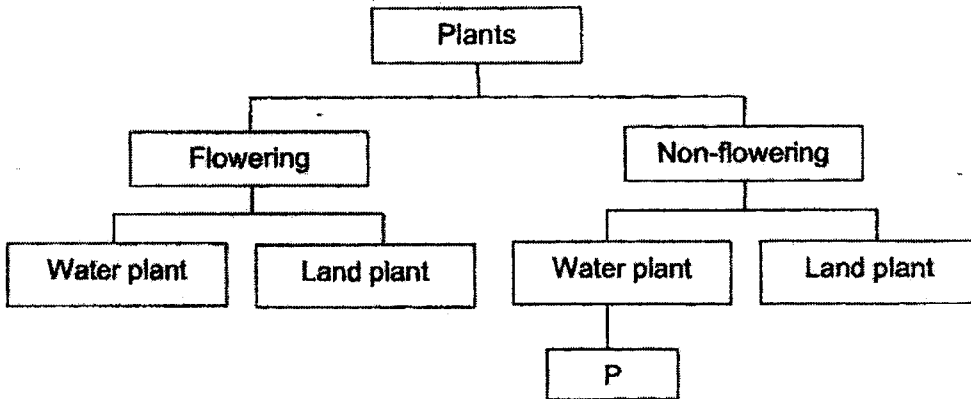 Plants
Flowering
Non-flowering
Water plant
Land plant
Water plant
Land plant
P